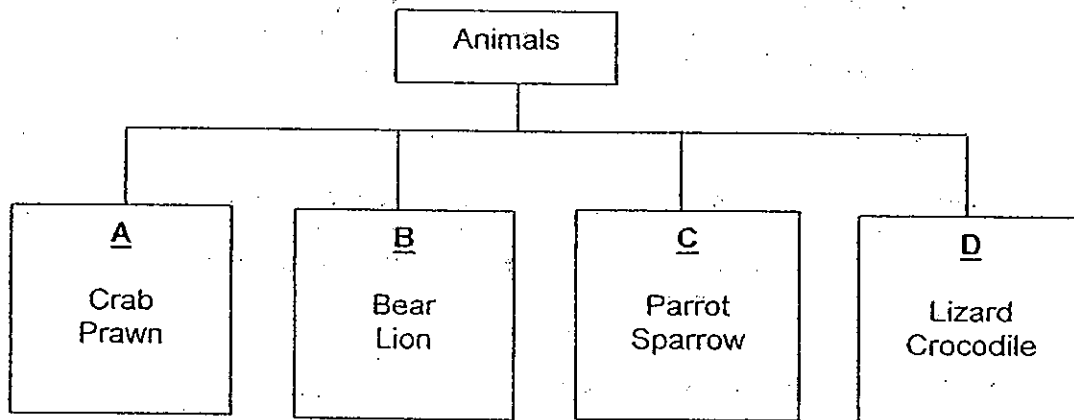 Animals
A
Crab
Prawn
B
Bear
Lion
C
Parrot
Sparrow
D
Lizard
Crocodile